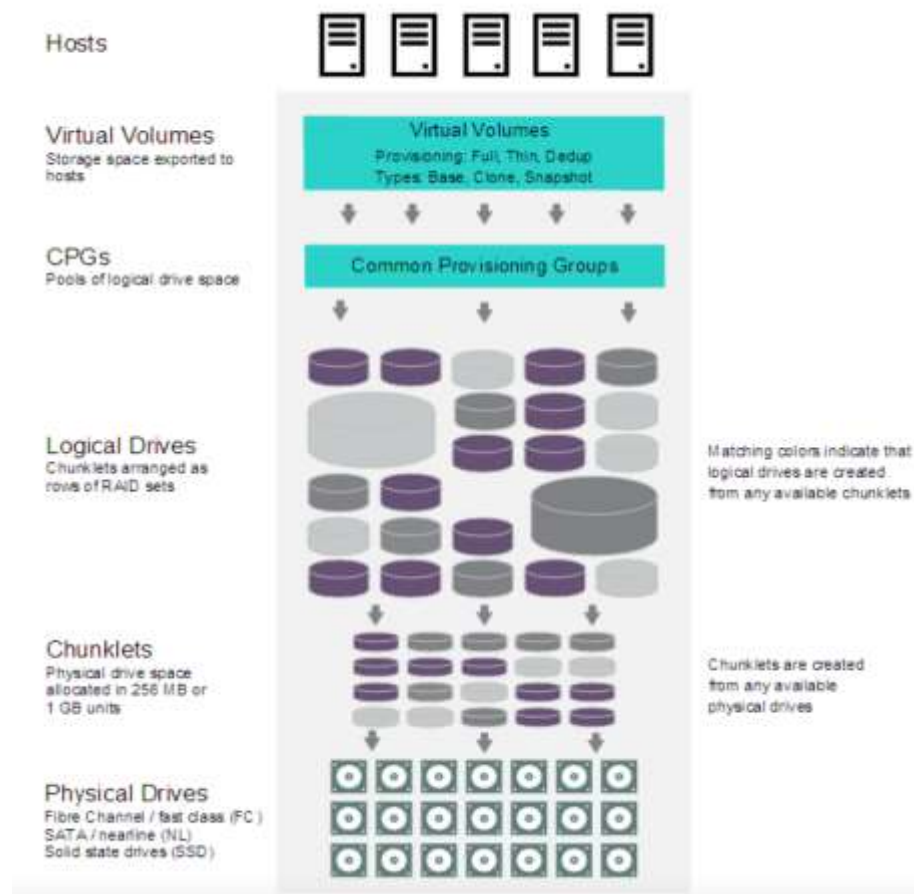 Hosts
Virtual Volumes
Storage space exported to
hosts
Virtual Volumes
Provisioning: Full, Thin, Dedup
Types: Base, Clone, Snapshot
CPGs
Pools of logical drive space
Common Provisioning Groups
Logical Drives
Chunklets arranged as
rows of RAID sets
Matching colors indicate that
logical drives are created
from any available chunklets
Chunklets
Physical drive space
allocated in 256 MB or
1 GB units
Chunklets are created
from any available
physical drives
Physical Drives
Fibre Channel / fast class (FC)
SATA / nearline (NL)
Solid state drives (SSD)